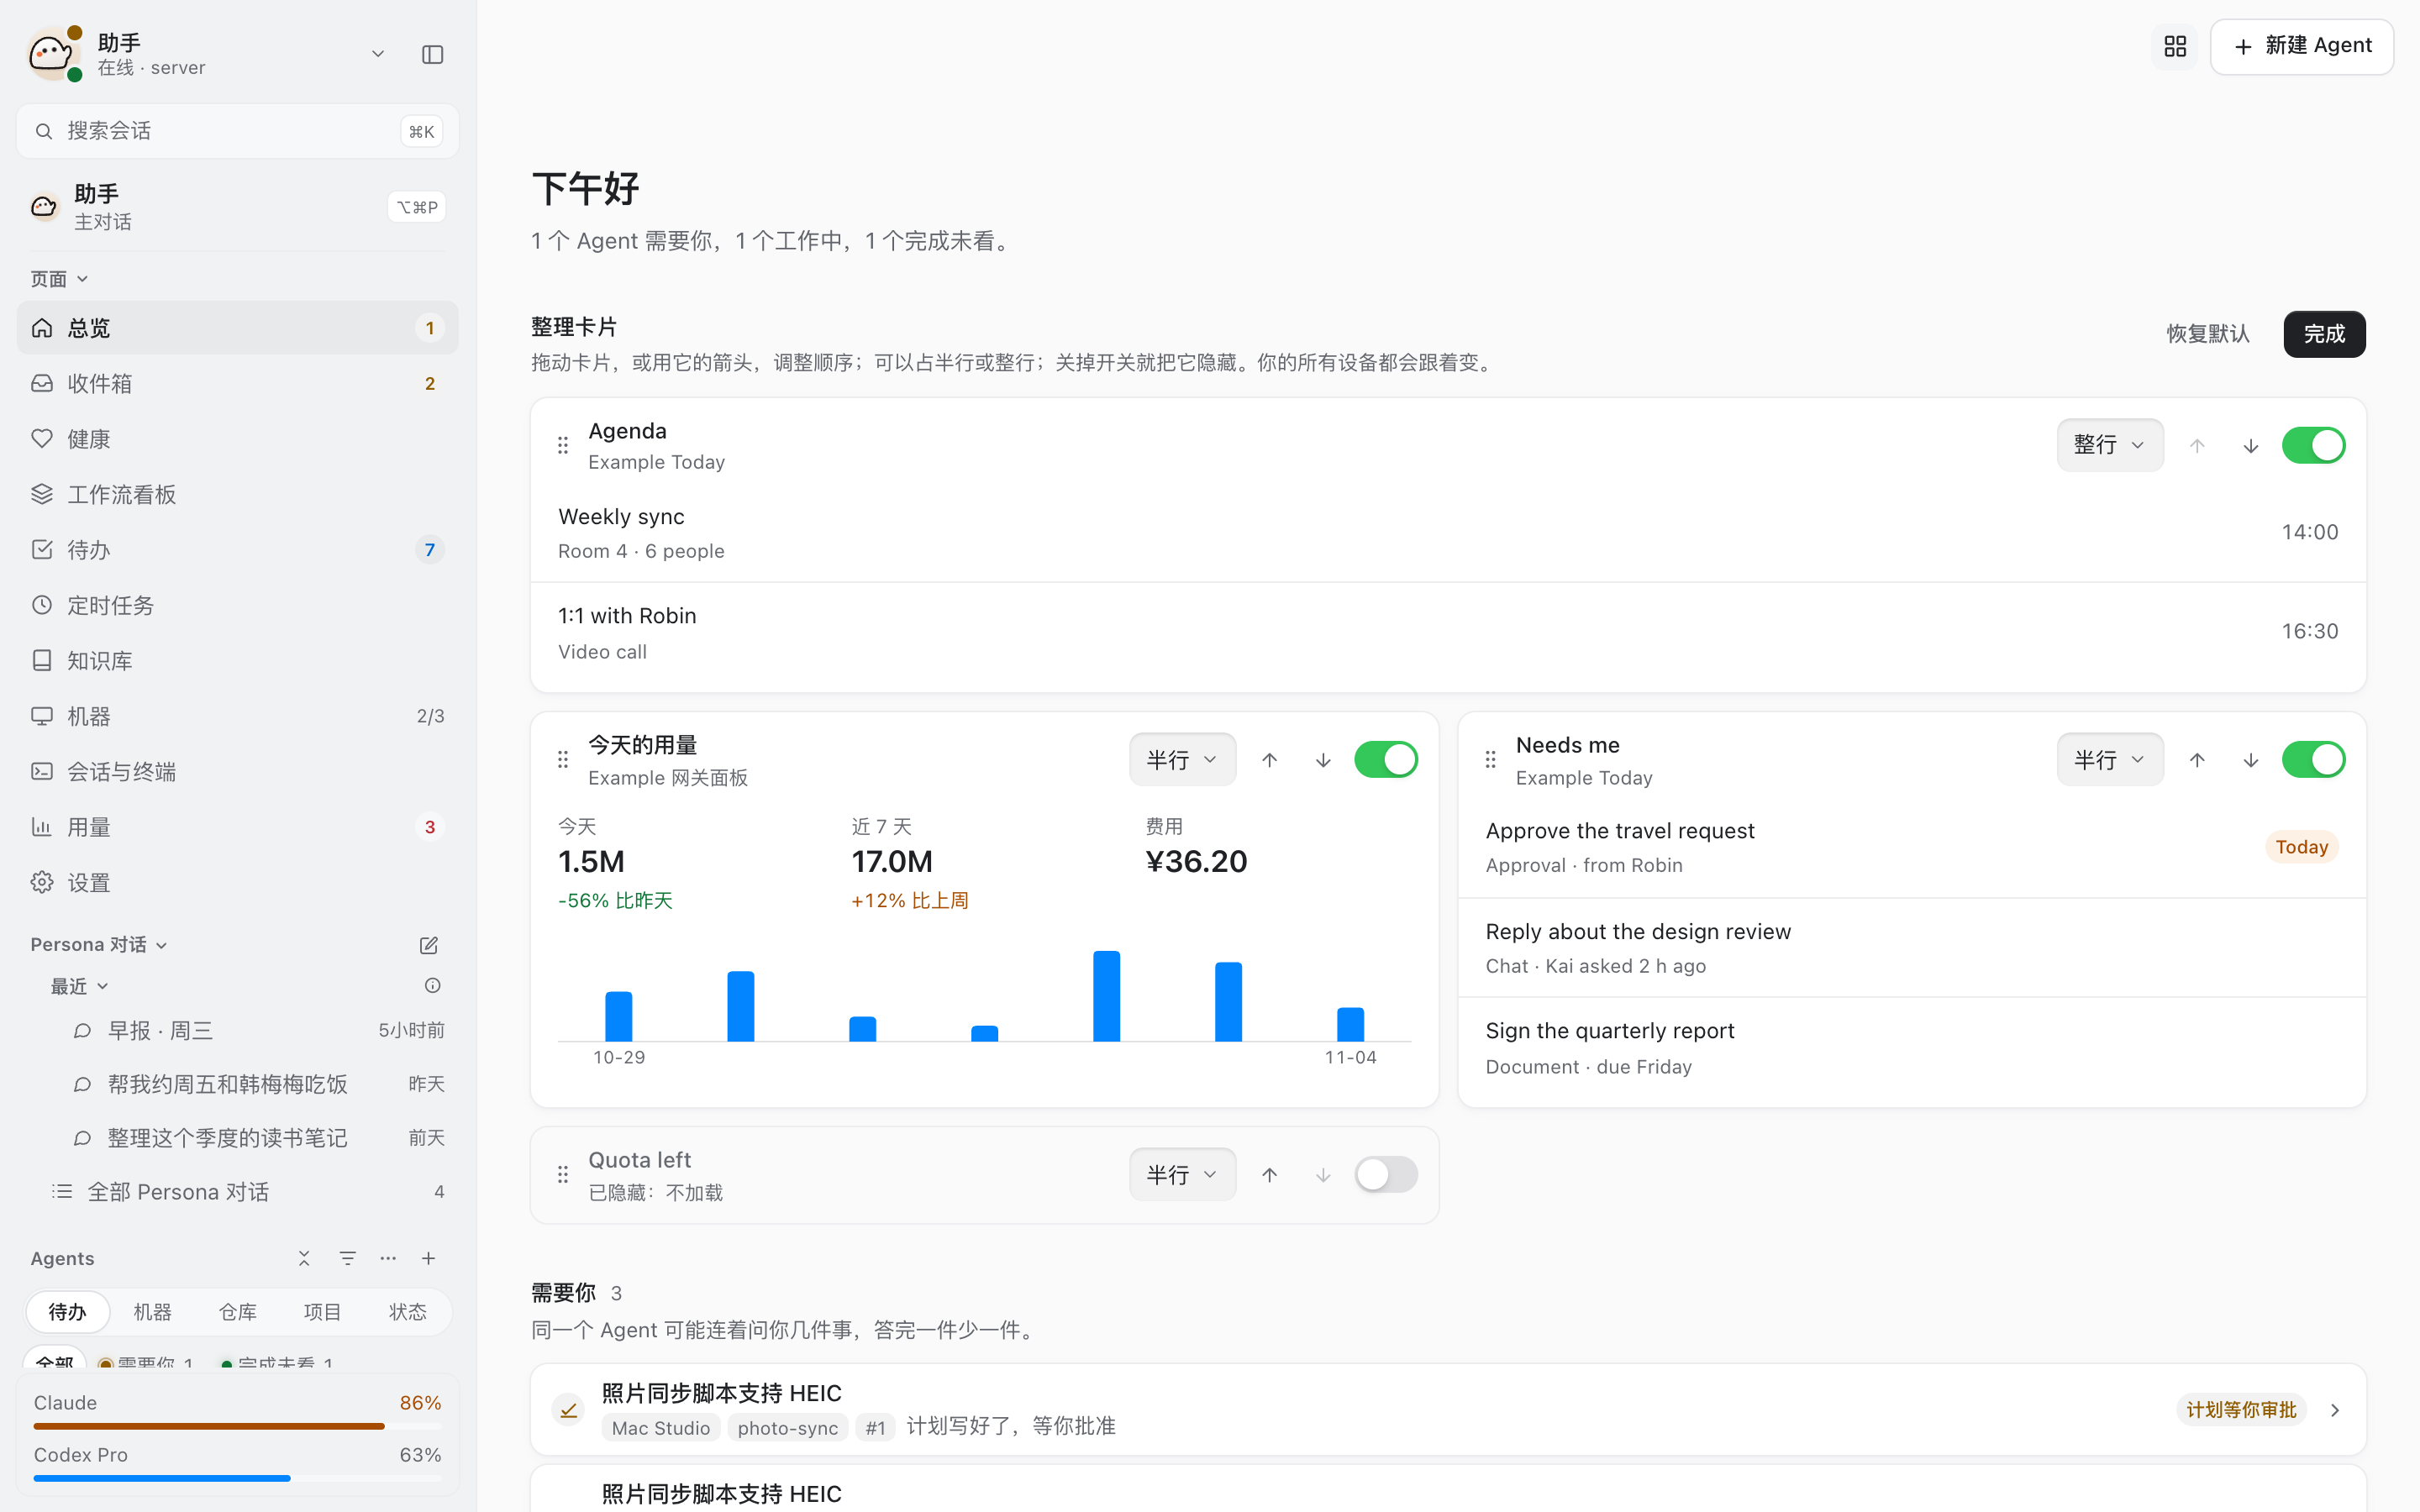 助手
在线 · server
搜索会话 ⌘K
助手
主对话
⌥⌘P
页面
总览 1
收件箱 2
健康
工作流看板
待办 7
定时任务
知识库
机器 2/3
会话与终端
用量 3
设置
Persona 对话
最近
早报 · 周三 5小时前
帮我约周五和韩梅梅吃饭 昨天
整理这个季度的读书笔记 前天
全部 Persona 对话 4
Agents
待办 机器 仓库 项目 状态
全部 需要你 1 完成未看 1
Claude 86%
Codex Pro 63%
新建 Agent
下午好
1 个 Agent 需要你，1 个工作中，1 个完成未看。
整理卡片
拖动卡片，或用它的箭头，调整顺序；可以占半行或整行；关掉开关就把它隐藏。你的所有设备都会跟着变。
恢复默认 完成
Agenda
Example Today
整行
Weekly sync
Room 4 · 6 people
14:00
1:1 with Robin
Video call
16:30
今天的用量
Example 网关面板
半行
今天 近 7 天 费用
1.5M 17.0M ¥36.20
-56% 比昨天 +12% 比上周
10-29 11-04
Needs me
Example Today
半行
Approve the travel request
Approval · from Robin
Today
Reply about the design review
Chat · Kai asked 2 h ago
Sign the quarterly report
Document · due Friday
Quota left
已隐藏：不加载
半行
需要你 3
同一个 Agent 可能连着问你几件事，答完一件少一件。
照片同步脚本支持 HEIC
Mac Studio photo-sync #1 计划写好了，等你批准
计划等你审批
照片同步脚本支持 HEIC